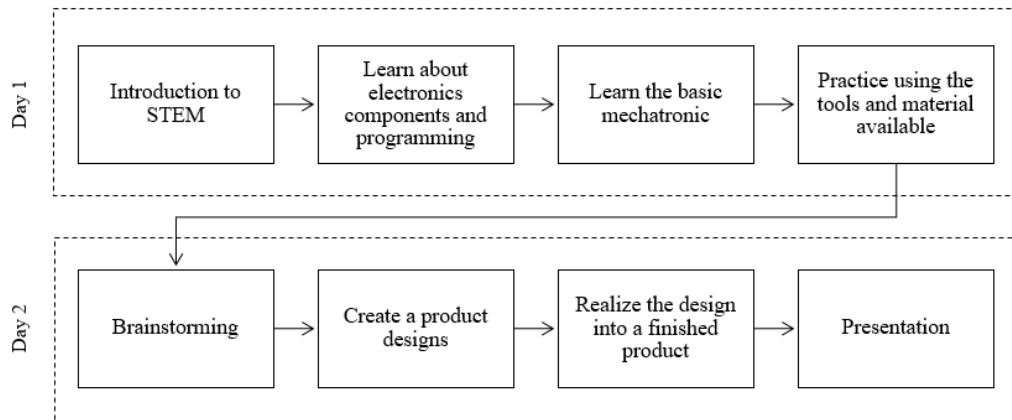 Day 1
Introduction to
STEM
Learn about
electronics
components and
programming
Learn the basic
mechatronic
Practice using the
tools and material
available
Day 2
Brainstorming
Create a product
designs
Realize the design
into a finished
product
Presentation